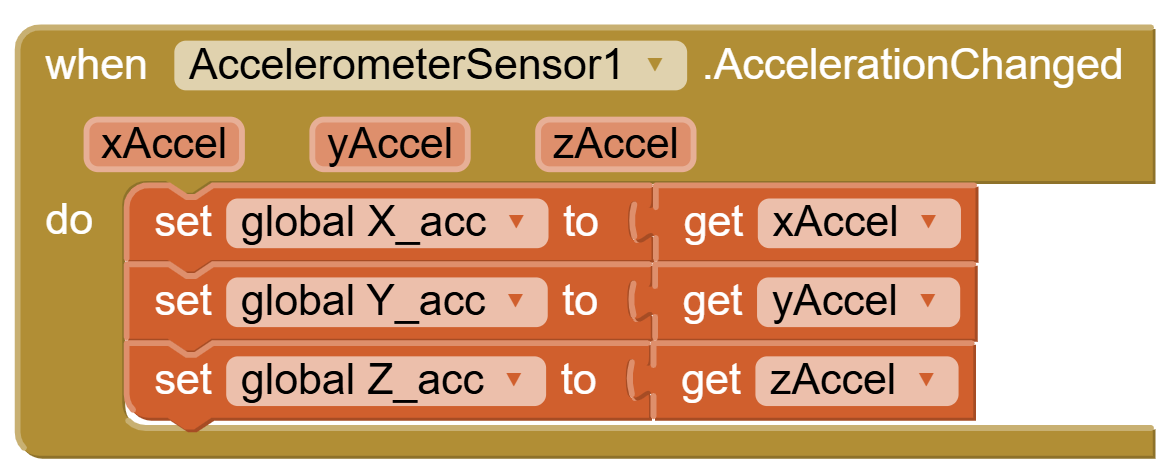 when AccelerometerSensor1 .AccelerationChanged
xAccel yAccel zAccel
do set global X_acc to get xAccel
set global Y_acc to get yAccel
set global Z_acc to get zAccel